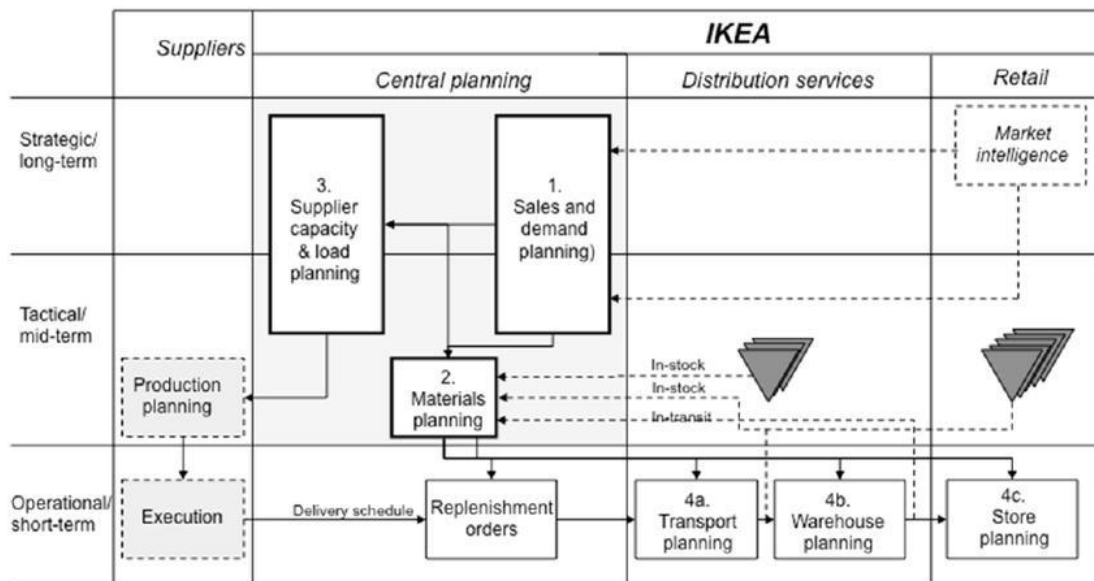 IKEA
Suppliers
Central planning
Distribution services
Retail
Strategic/
long-term
3.
Supplier
capacity
& load
planning
1.
Sales and
demand
planning)
Market
intelligence
Tactical/
mid-term
Production
planning
2.
Materials
planning
In-stock
In-stock
In-transit
Operational/
short-term
Execution
Delivery schedule
Replenishment
orders
4a.
Transport
planning
4b.
Warehouse
planning
4c.
Store
planning